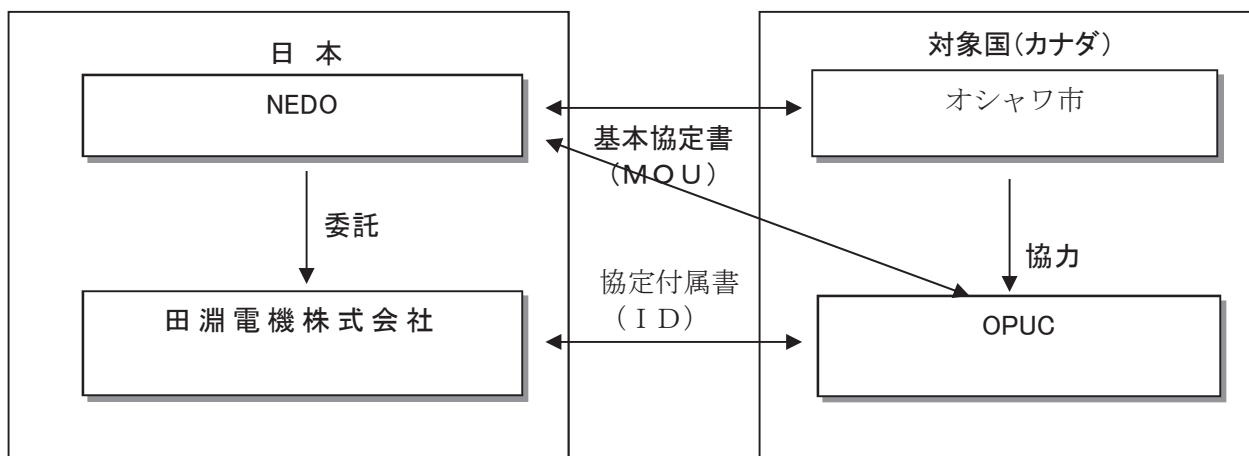 日 本
NEDO
委託
田淵電機株式会社
基本協定書
(MOU)
協定付属書
(ID)
対象国(カナダ)
オシャワ市
協力
OPUC